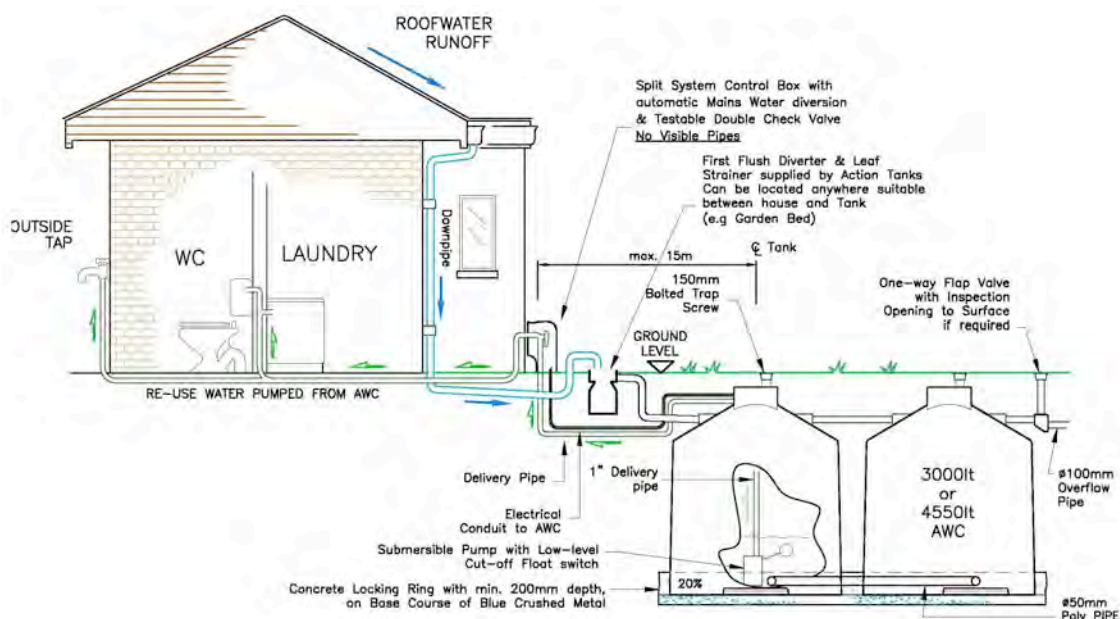 ROOFWATER
RUNOFF
Split System Control Box with
automatic Mains Water diversion
& Testable Double Check Valve
No Visible Pipes
First Flush Diverter & Leaf
Strainer supplied by Action Tanks
Can be located anywhere suitable
between house and Tank
(e.g Garden Bed)
OUTSIDE
TAP
WC
LAUNDRY
Downpipe
℄ Tank
max. 15m
150mm
Bolted Trap
Screw
One-way Flap Valve
with Inspection
Opening to Surface
if required
GROUND
LEVEL
RE-USE WATER PUMPED FROM AWC
Delivery Pipe
1" Delivery
pipe
Electrical
Conduit to AWC
Submersible Pump with Low-level
Cut-off Float switch
Concrete Locking Ring with min. 200mm depth,
on Base Course of Blue Crushed Metal
20%
3000lt
or
4550lt
AWC
ø100mm
Overflow
Pipe
ø50mm
Poly PIPE